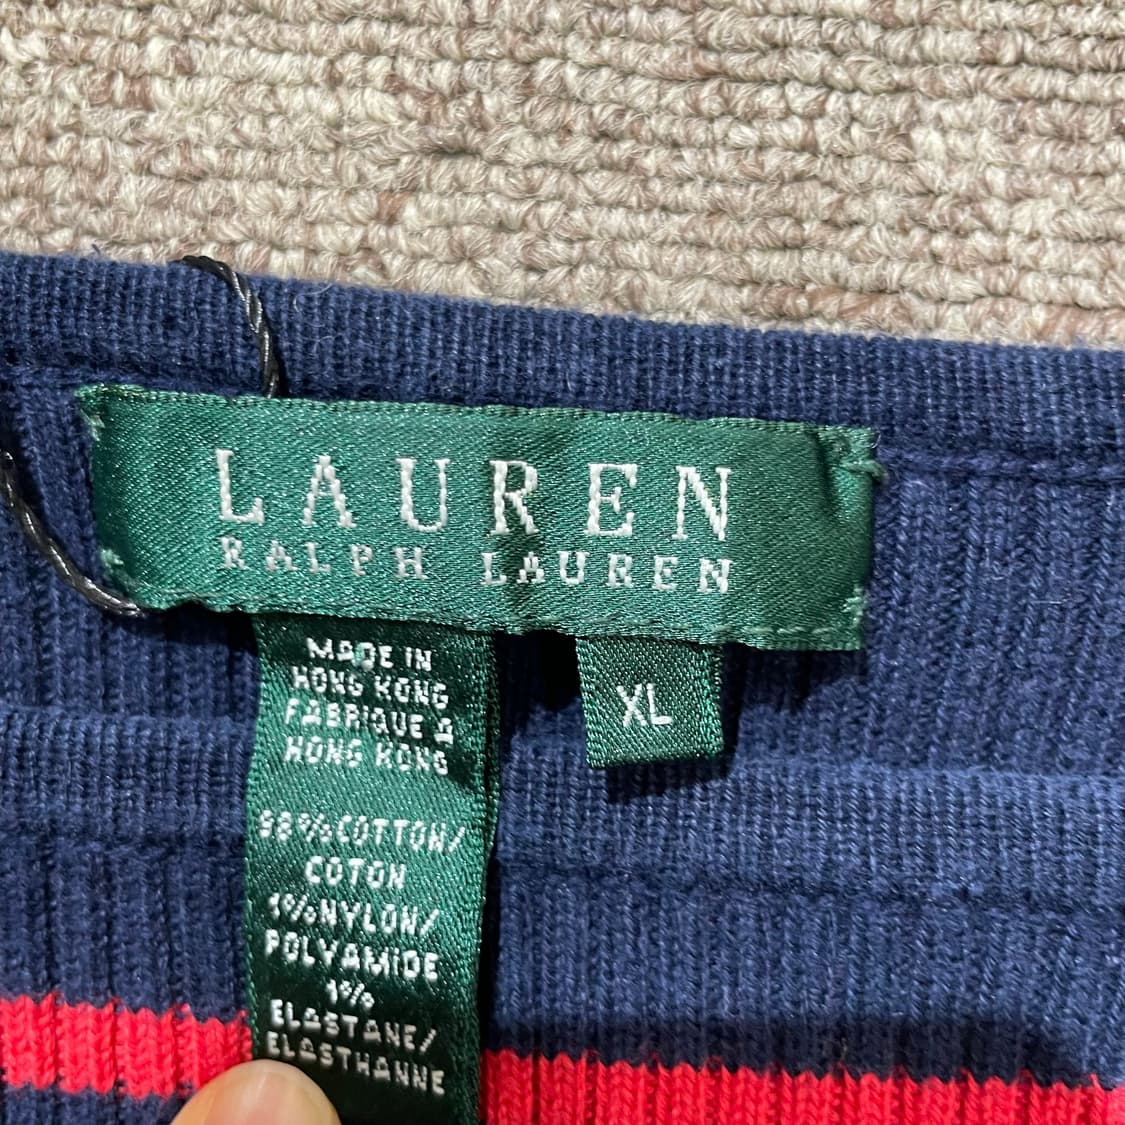 LAUREN
RALPH LAUREN
XL
MADE IN
HONG KONG
FABRIQUE A
HONG KONG
98%COTTON/
COTON
1%NYLON/
POLYAMIDE
1%
ELASTANE/
ELASTHANNE